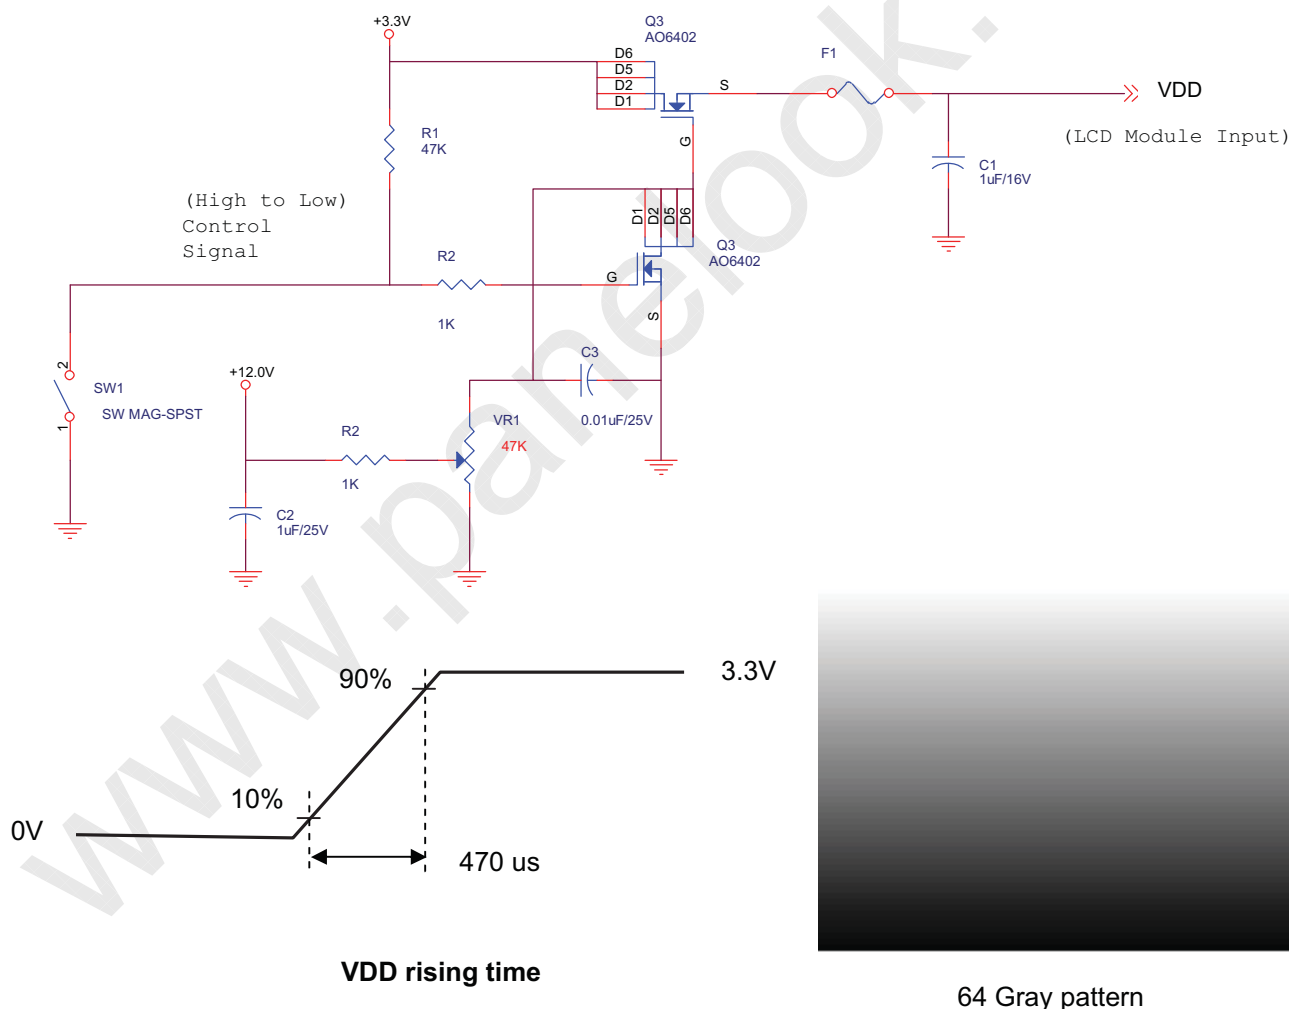 +3.3V
Q3
AO6402
D6
D5
D2
D1
S
G
F1
VDD
(LCD Module Input)
R1
47K
C1
1uF/16V
(High to Low)
Control
Signal
D1
D2
D5
D6
Q3
AO6402
R2
1K
G
S
2
1
SW1
SW MAG-SPST
+12.0V
C3
0.01uF/25V
VR1
47K
R2
1K
C2
1uF/25V
90%
3.3V
10%
0V
470 us
VDD rising time
64 Gray pattern
www.panelook.